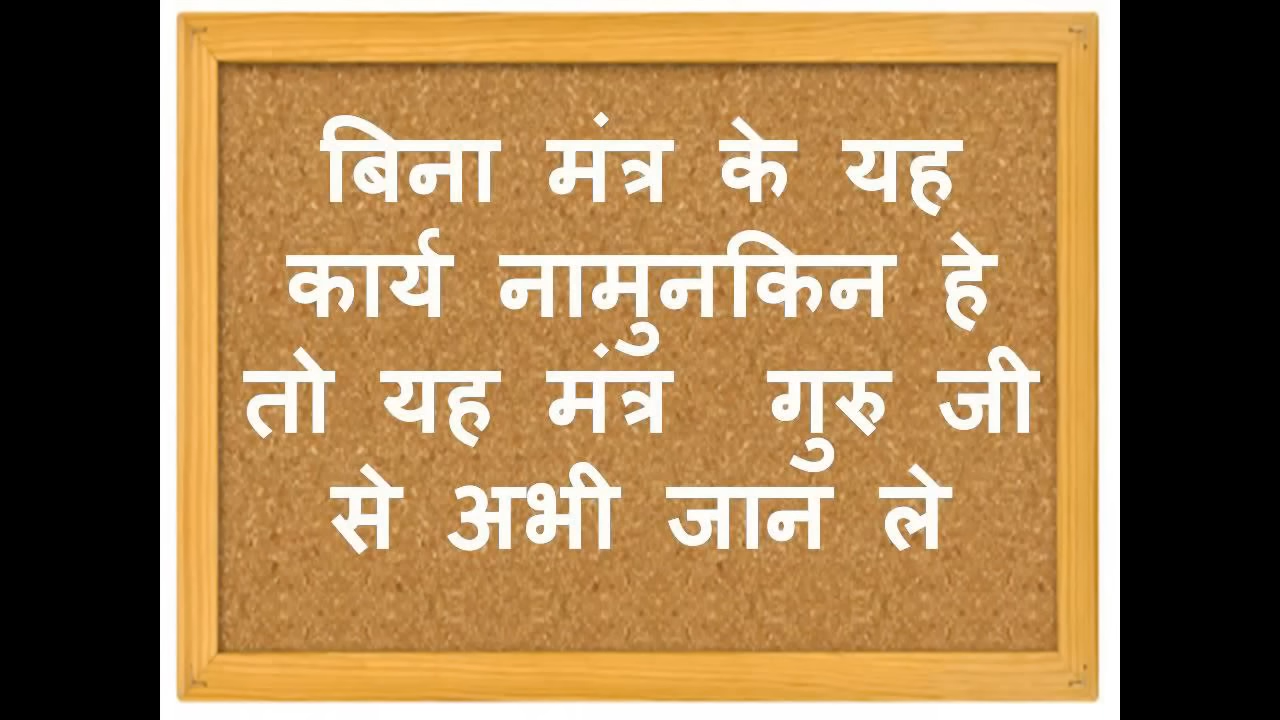 बिना मंत्र के यह
कार्य नामुनकिन हे
तो यह मंत्र गुरु जी
से अभी जान ले